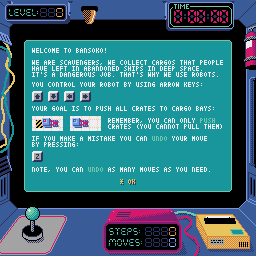 LEVEL:
TIME
0:00:00
WELCOME TO BANSOKO!
WE ARE SCAVENGERS, WE COLLECT CARGOS THAT PEOPLE
HAVE LEFT IN ABANDONED SHIPS IN DEEP SPACE.
IT'S A DANGEROUS JOB. THAT'S WHY WE USE ROBOTS.
YOU CONTROL YOUR ROBOT BY USING ARROW KEYS:
YOUR GOAL IS TO PUSH ALL CRATES TO CARGO BAYS:
REMEMBER, YOU CAN ONLY PUSH
CRATES (YOU CANNOT PULL THEM)
IF YOU MAKE A MISTAKE YOU CAN UNDO YOUR MOVE
BY PRESSING:
Z
NOTE, YOU CAN UNDO AS MANY MOVES AS YOU NEED.
OK
STEPS:
MOVES: